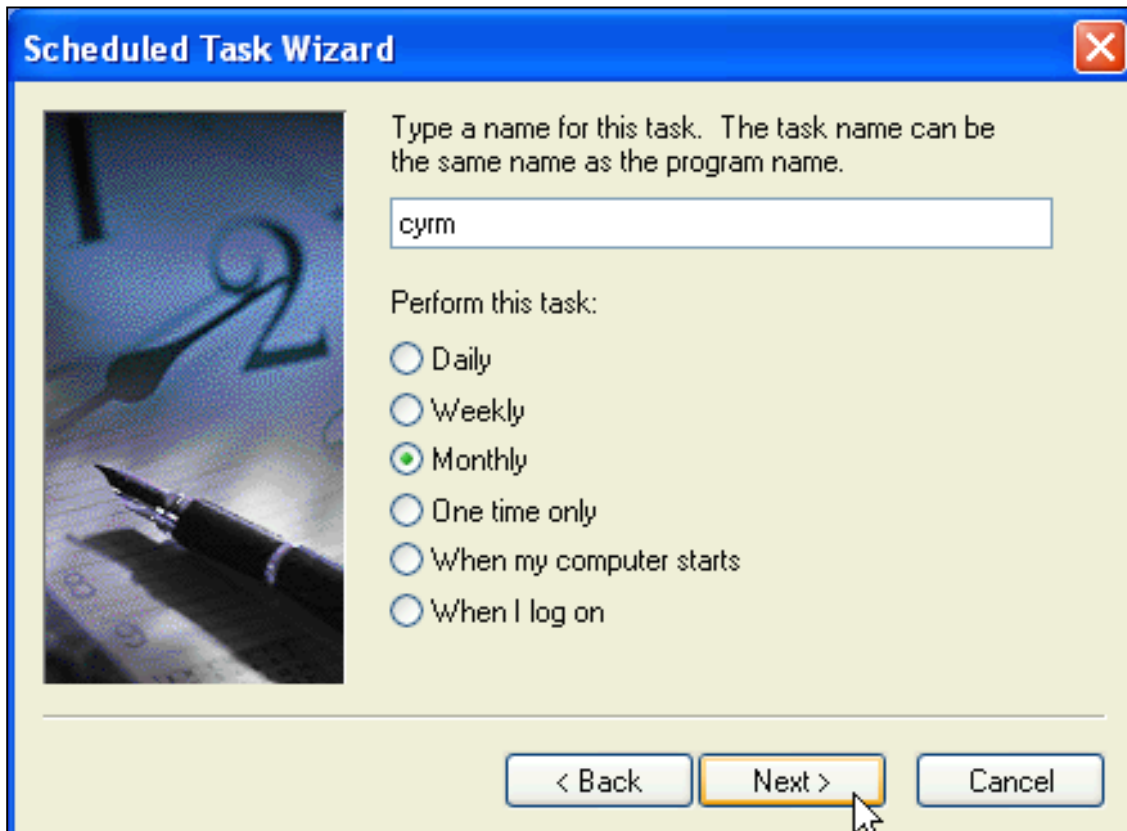 Scheduled Task Wizard
Type a name for this task. The task name can be
the same name as the program name.
cyrm
Perform this task:
Daily
Weekly
Monthly
One time only
When my computer starts
When I log on
< Back Next > Cancel